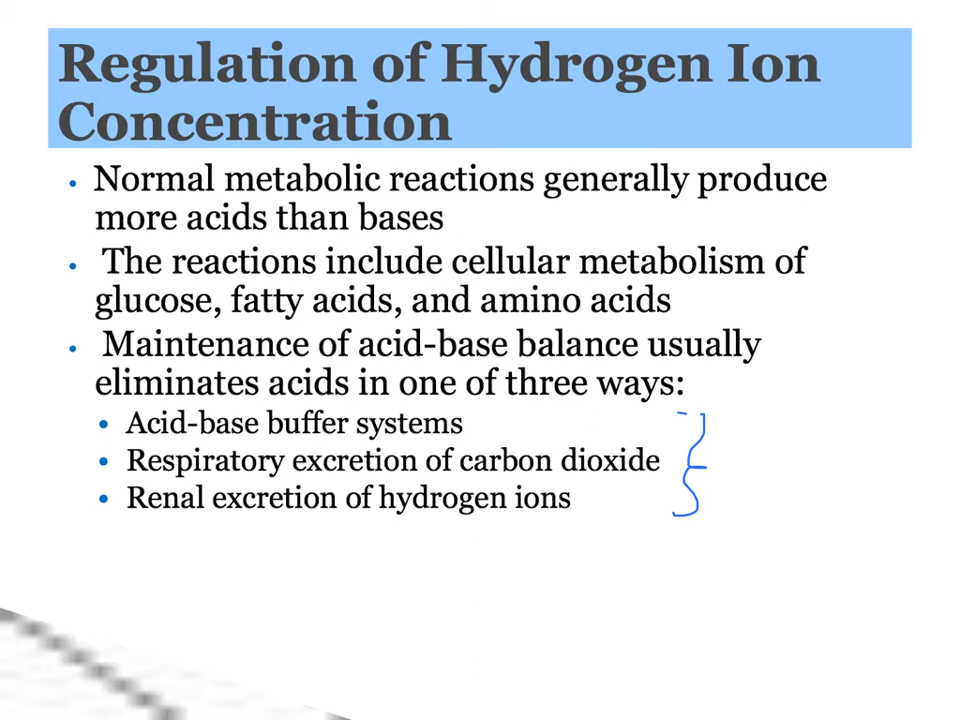 Regulation of Hydrogen Ion
Concentration
• Normal metabolic reactions generally produce
more acids than bases
• The reactions include cellular metabolism of
glucose, fatty acids, and amino acids
• Maintenance of acid-base balance usually
eliminates acids in one of three ways:
• Acid-base buffer systems
• Respiratory excretion of carbon dioxide
• Renal excretion of hydrogen ions